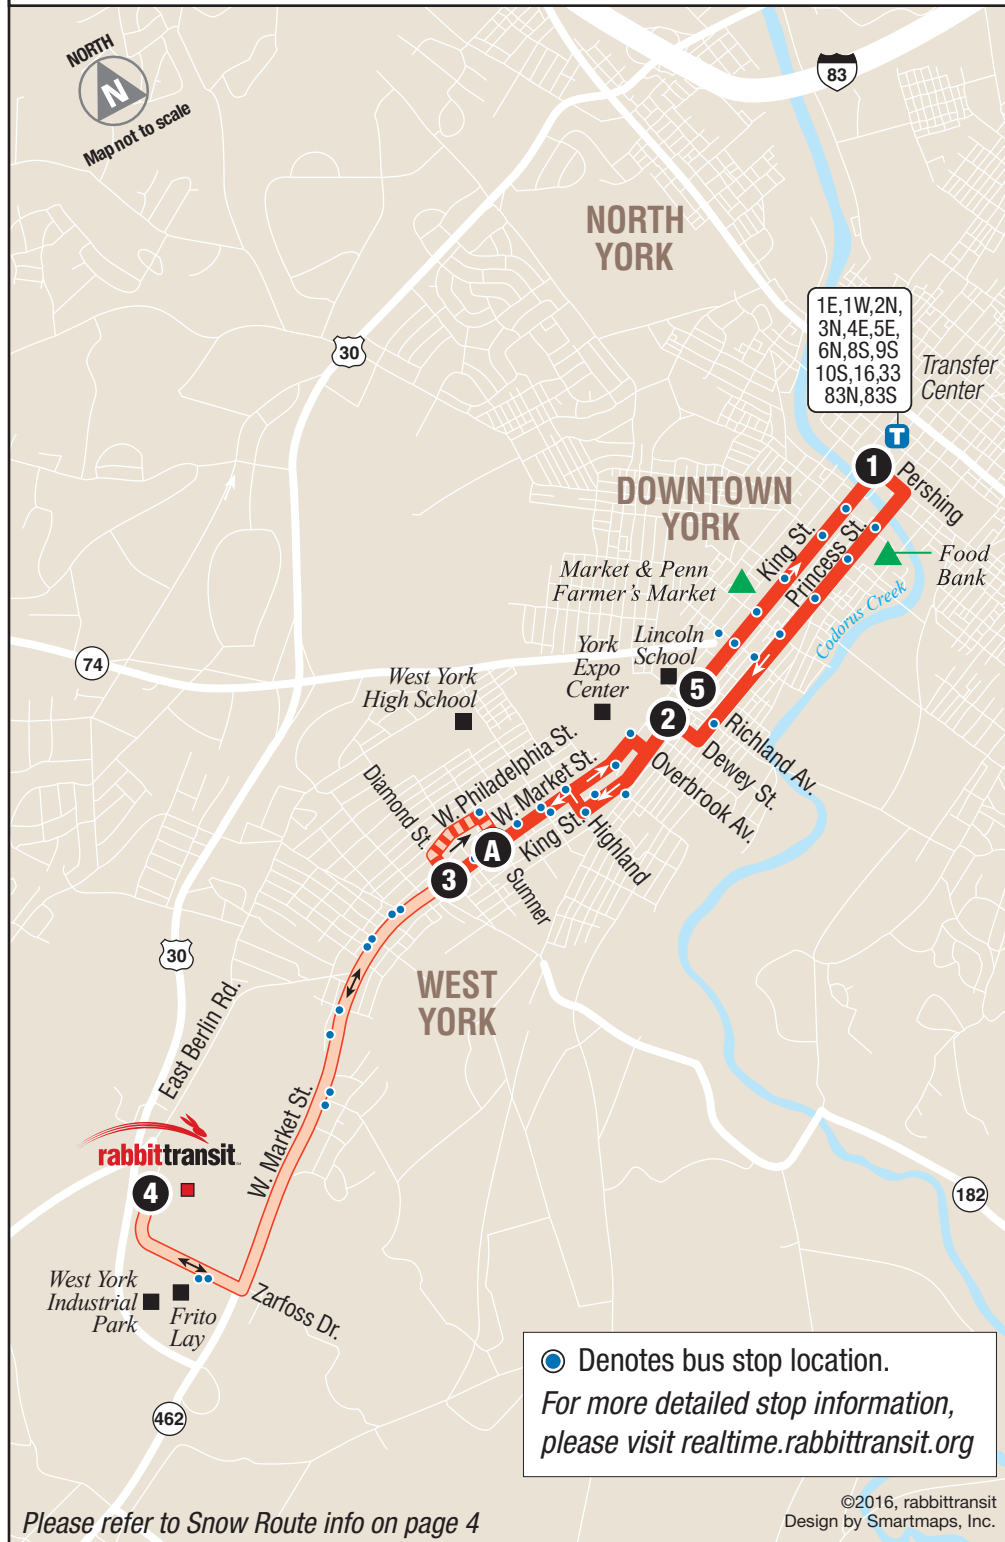 NORTH
N
Map not to scale
83
NORTH
YORK
30
1E,1W,2N,
3N,4E,5E,
6N,8S,9S
10S,16,33
83N,83S
Transfer
Center
T
1
Pershing
DOWNTOWN
YORK
King St.
Princess St.
Food
Bank
Market & Penn
Farmer's Market
Codorus Creek
74
York
Expo
Center
Lincoln
School
West York
High School
5
2
Richland Av.
Dewey St.
Overbrook Av.
W. Philadelphia St.
W. Market St.
Diamond St.
King St.
Highland
A
3
Sumner
30
WEST
YORK
East Berlin Rd.
W. Market St.
rabbittransit
4
182
West York
Industrial
Park
Frito
Lay
Zarfoss Dr.
462
Denotes bus stop location.
For more detailed stop information,
please visit realtime.rabbittransit.org
©2016, rabbittransit
Design by Smartmaps, Inc.
Please refer to Snow Route info on page 4